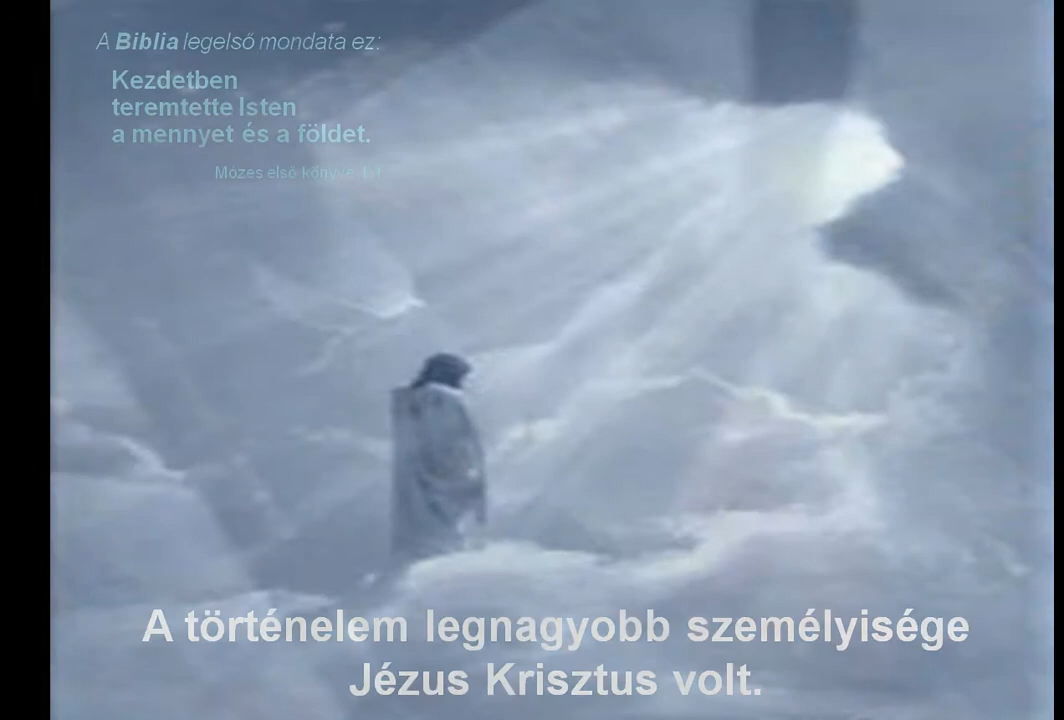 A Biblia legelső mondata ez:
Kezdetben
teremtette Isten
a mennyet és a földet.
Mózes első könyve
A történelem legnagyobb személyisége
Jézus Krisztus volt.